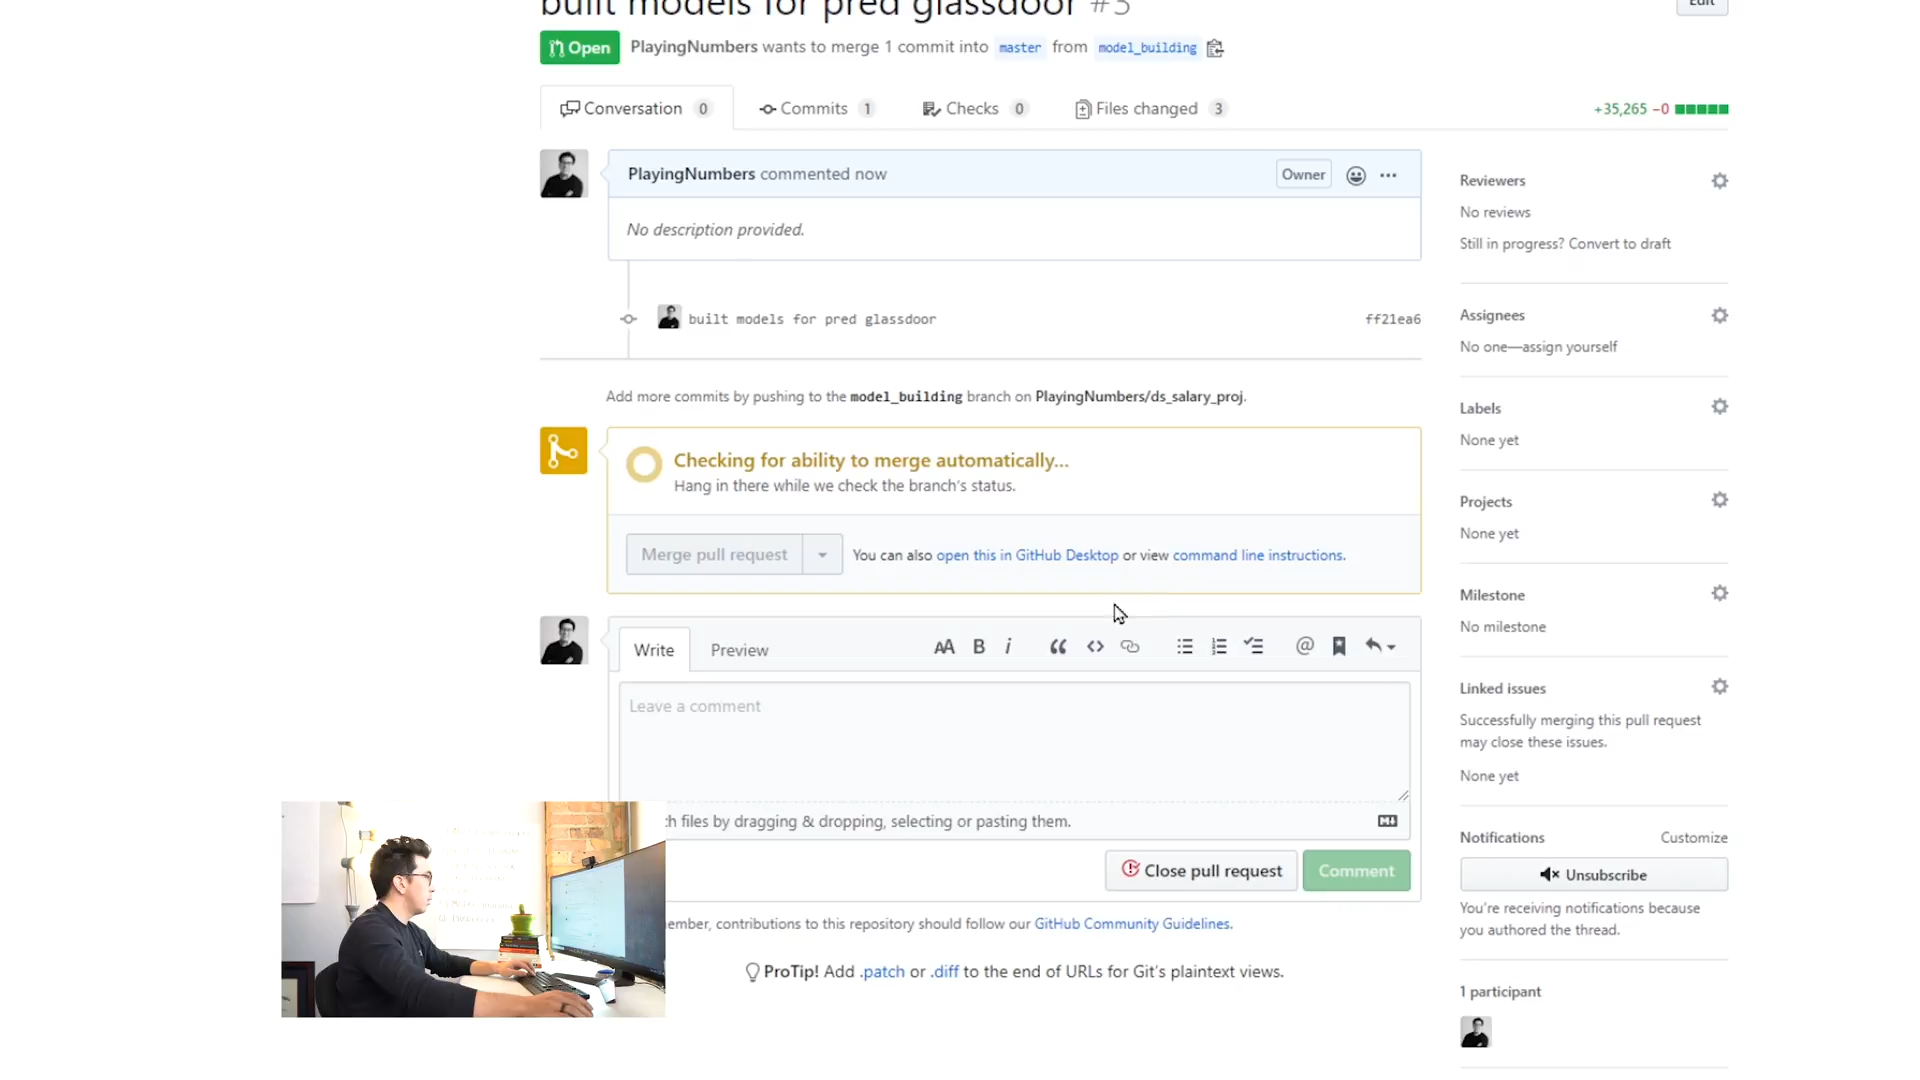 built models for pred glassdoor #3
Edit
Open PlayingNumbers wants to merge 1 commit into master from model_building
Conversation 0 Commits 1 Checks 0 Files changed 3 +35,265 −0
PlayingNumbers commented now Owner
No description provided.
built models for pred glassdoor ff21ea6
Add more commits by pushing to the model_building branch on PlayingNumbers/ds_salary_proj.
Checking for ability to merge automatically...
Hang in there while we check the branch's status.
Merge pull request You can also open this in GitHub Desktop or view command line instructions.
Write Preview
Leave a comment
ch files by dragging & dropping, selecting or pasting them.
Close pull request Comment
ember, contributions to this repository should follow our GitHub Community Guidelines.
ProTip! Add .patch or .diff to the end of URLs for Git's plaintext views.
Reviewers
No reviews
Still in progress? Convert to draft
Assignees
No one—assign yourself
Labels
None yet
Projects
None yet
Milestone
No milestone
Linked issues
Successfully merging this pull request
may close these issues.
None yet
Notifications Customize
Unsubscribe
You're receiving notifications because
you authored the thread.
1 participant